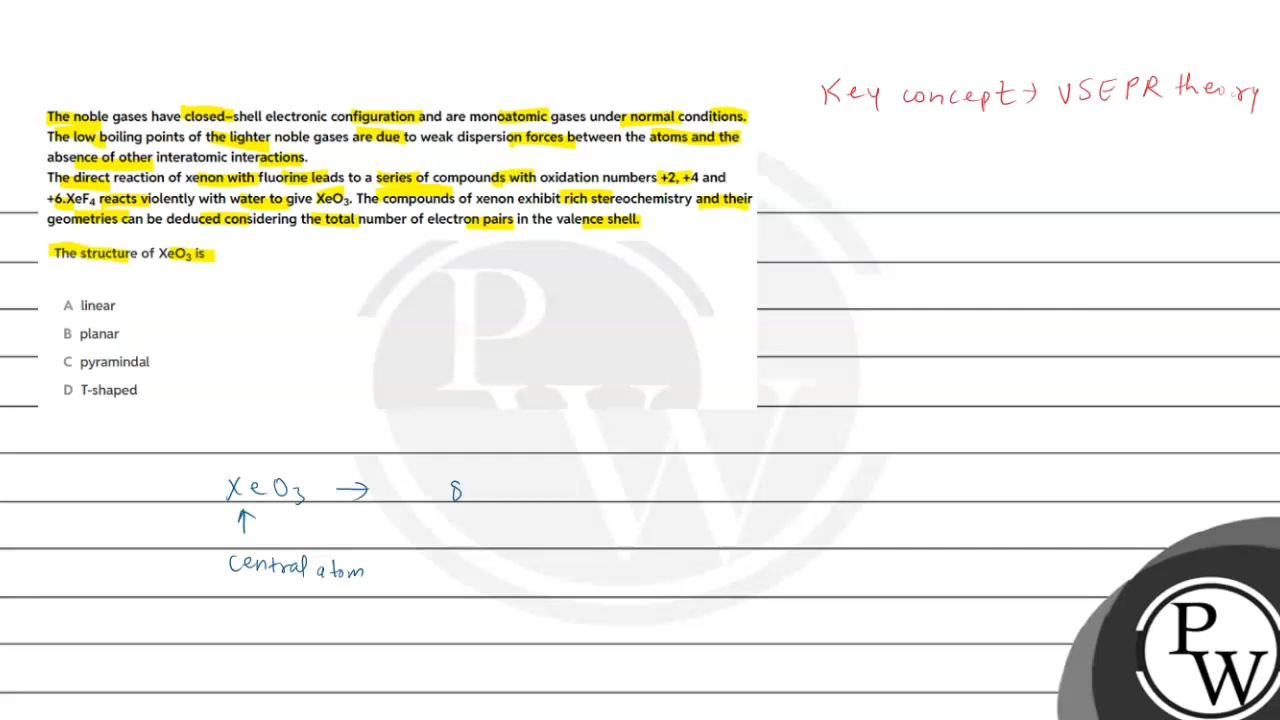 Key concept → VSEPR theory
The noble gases have closed–shell electronic configuration and are monoatomic gases under normal conditions.
The low boiling points of the lighter noble gases are due to weak dispersion forces between the atoms and the
absence of other interatomic interactions.
The direct reaction of xenon with fluorine leads to a series of compounds with oxidation numbers +2, +4 and
+6.XeF₄ reacts violently with water to give XeO₃. The compounds of xenon exhibit rich stereochemistry and their
geometries can be deduced considering the total number of electron pairs in the valence shell.
The structure of XeO₃ is
A linear
B planar
C pyramindal
D T-shaped
XeO₃ → 8
↑
central atom
P
W
P
W